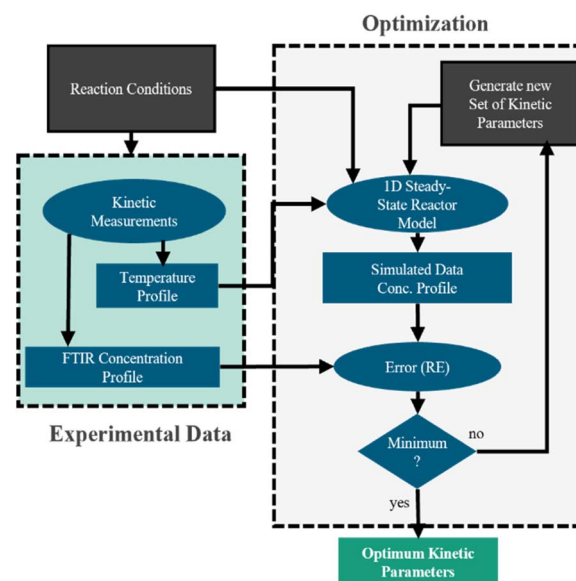 Optimization
Reaction Conditions
Generate new
Set of Kinetic
Parameters
Kinetic
Measurements
1D Steady-
State Reactor
Model
Temperature
Profile
Simulated Data
Conc. Profile
FTIR Concentration
Profile
Error (RE)
Experimental Data
Minimum
?
no
yes
Optimum Kinetic
Parameters